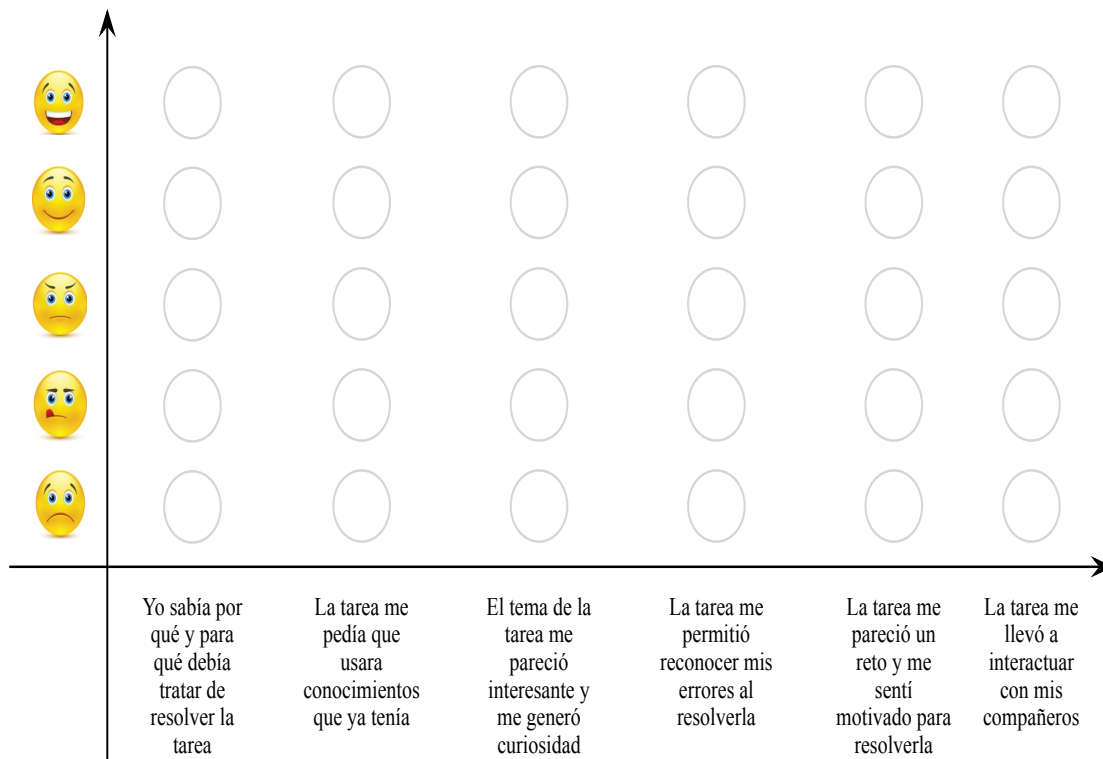 Yo sabía por
qué y para
qué debía
tratar de
resolver la
tarea
La tarea me
pedía que
usara
conocimientos
que ya tenía
El tema de la
tarea me
pareció
interesante y
me generó
curiosidad
La tarea me
permitió
reconocer mis
errores al
resolverla
La tarea me
pareció un
reto y me
sentí
motivado para
resolverla
La tarea me
llevó a
interactuar
con mis
compañeros